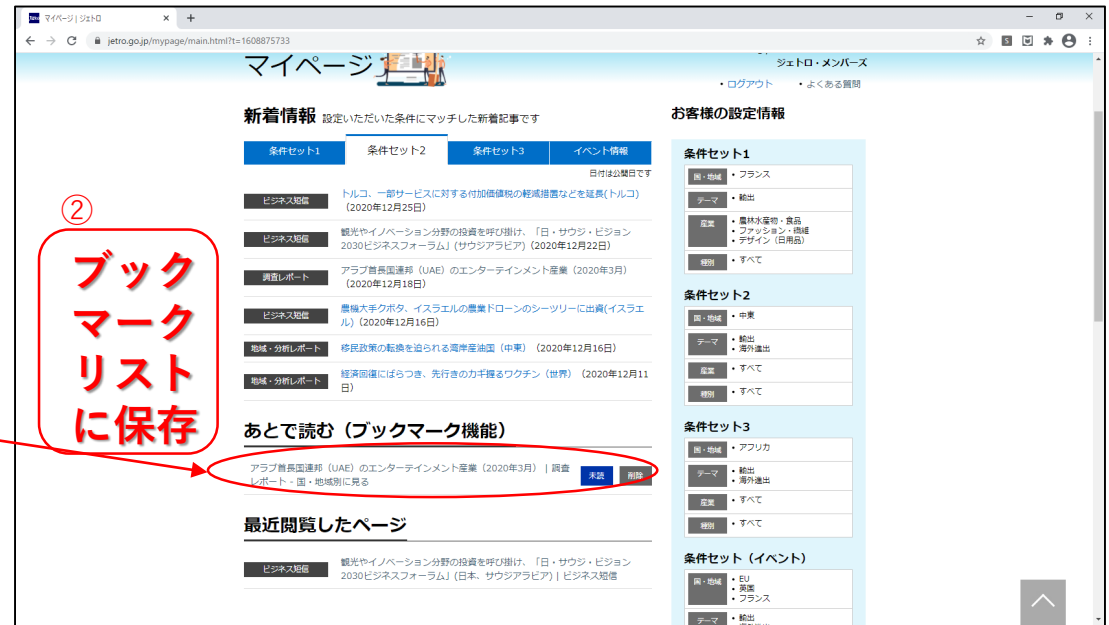 マイページ | ジェトロ
jetro.go.jp/mypage/main.html?t=1608875733
マイページ
ジェトロ・メンバーズ
・ログアウト ・よくある質問
新着情報 設定いただいた条件にマッチした新着記事です
条件セット1 条件セット2 条件セット3 イベント情報
日付は公開日です
ビジネス短信 トルコ、一部サービスに対する付加価値税の軽減措置などを延長(トルコ)
（2020年12月25日）
ビジネス短信 観光やイノベーション分野の投資を呼び掛け、「日・サウジ・ビジョン
2030ビジネスフォーラム」(サウジアラビア)（2020年12月22日）
調査レポート アラブ首長国連邦（UAE）のエンターテインメント産業（2020年3月）
（2020年12月18日）
ビジネス短信 農機大手クボタ、イスラエルの農業ドローンのシーツリーに出資(イスラエ
ル)（2020年12月16日）
地域・分析レポート 移民政策の転換を迫られる湾岸産油国（中東）（2020年12月16日）
地域・分析レポート 経済回復にばらつき、先行きのカギ握るワクチン（世界）（2020年12月11
日）
あとで読む（ブックマーク機能）
アラブ首長国連邦（UAE）のエンターテインメント産業（2020年3月） | 調査
レポート - 国・地域別に見る
未読 削除
最近閲覧したページ
ビジネス短信 観光やイノベーション分野の投資を呼び掛け、「日・サウジ・ビジョン
2030ビジネスフォーラム」(日本、サウジアラビア) | ビジネス短信
お客様の設定情報
条件セット1
国・地域 • フランス
テーマ • 輸出
産業 • 農林水産物・食品
• ファッション・繊維
• デザイン（日用品）
種別 • すべて
条件セット2
国・地域 • 中東
テーマ • 輸出
• 海外進出
産業 • すべて
種別 • すべて
条件セット3
国・地域 • アフリカ
テーマ • 輸出
• 海外進出
産業 • すべて
種別 • すべて
条件セット（イベント）
国・地域 • EU
• 英国
• フランス
テーマ • 輸出
②
ブック
マーク
リスト
に保存